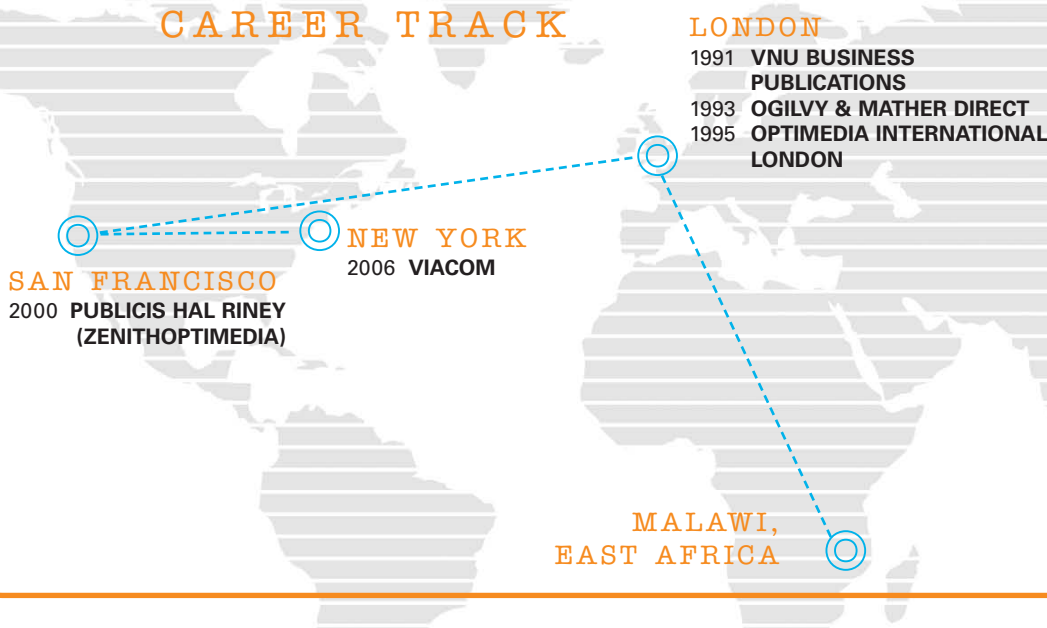 CAREER TRACK
LONDON
1991 VNU BUSINESS
PUBLICATIONS
1993 OGILVY & MATHER DIRECT
1995 OPTIMEDIA INTERNATIONAL
LONDON
NEW YORK
2006 VIACOM
SAN FRANCISCO
2000 PUBLICIS HAL RINEY
(ZENITHOPTIMEDIA)
MALAWI,
EAST AFRICA